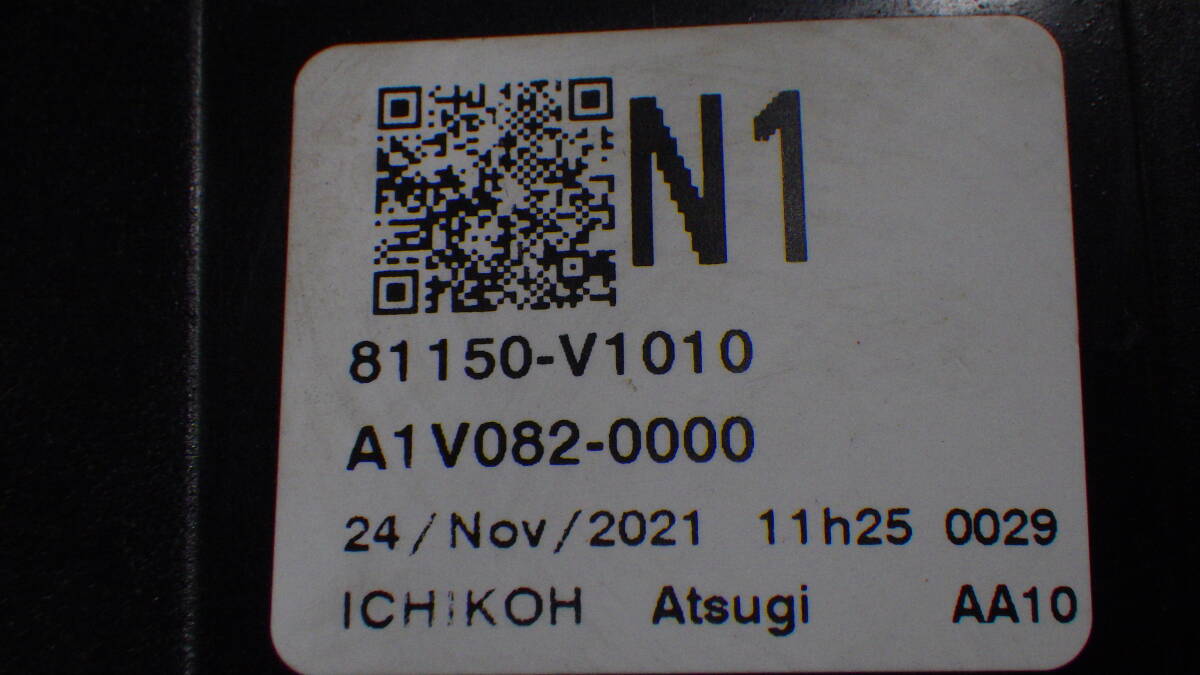 N1
81150-V1010
A1V082-0000
24/Nov/2021 11h25 0029
ICHIKOH Atsugi AA10